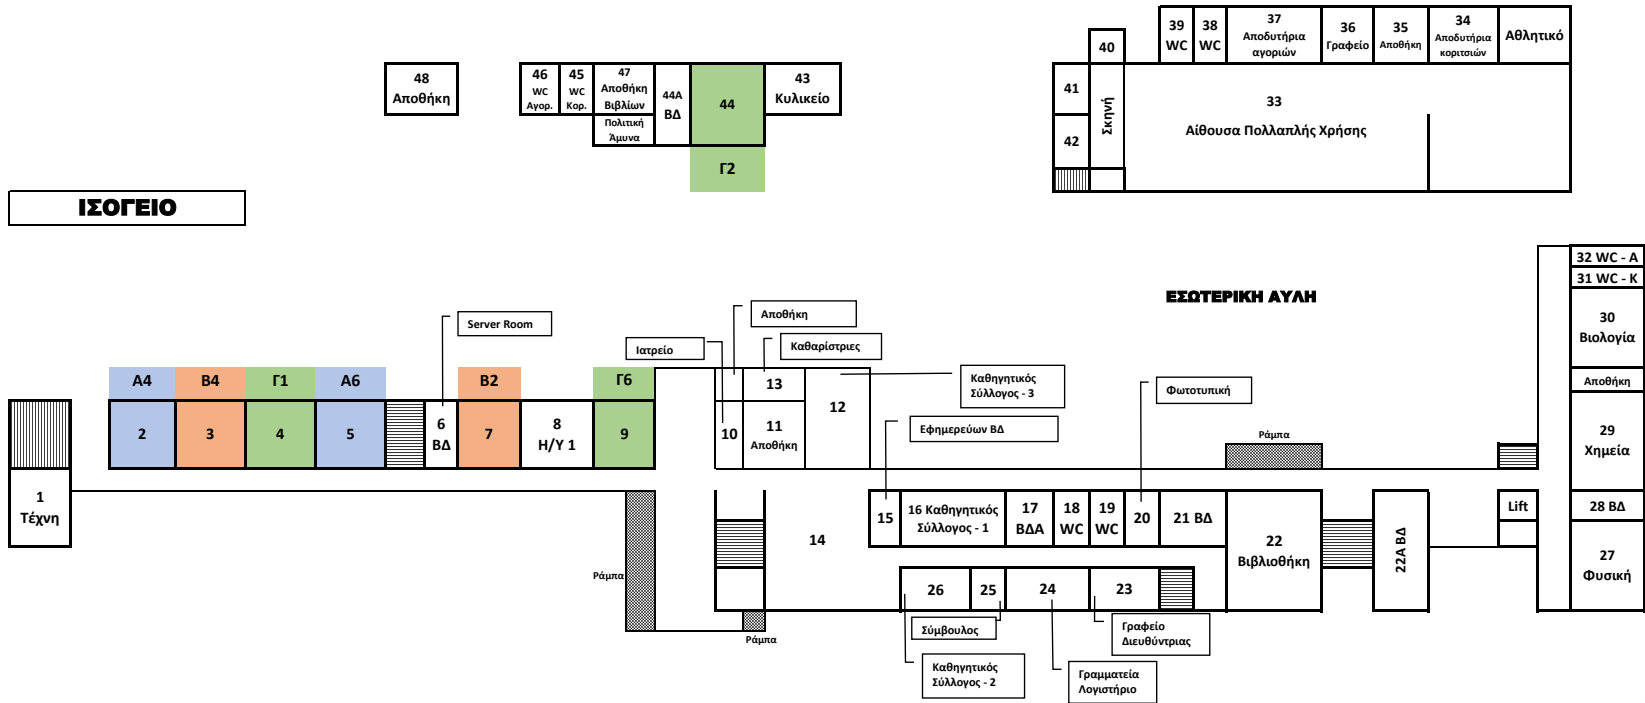 39
WC
38
WC
37
Αποδυτήρια
αγοριών
36
Γραφείο
35
Αποθήκη
34
Αποδυτήρια
κοριτσιών
Αθλητικό
40
48
Αποθήκη
46
WC
Αγορ.
45
WC
Κορ.
47
Αποθήκη
Βιβλίων
Πολιτική
Άμυνα
44Α
ΒΔ
44
43
Κυλικείο
41
42
Σκηνή
33
Αίθουσα Πολλαπλής Χρήσης
Γ2
ΙΣΟΓΕΙΟ
ΕΣΩΤΕΡΙΚΗ ΑΥΛΗ
32 WC - Α
31 WC - Κ
30
Βιολογία
Αποθήκη
29
Χημεία
28 ΒΔ
27
Φυσική
Server Room
Αποθήκη
Ιατρείο
Καθαρίστριες
Καθηγητικός
Σύλλογος - 3
Φωτοτυπική
Εφημερεύων ΒΔ
Α4
Β4
Γ1
Α6
Β2
Γ6
2
3
4
5
6
ΒΔ
7
8
Η/Υ 1
9
10
13
11
Αποθήκη
12
Ράμπα
1
Τέχνη
14
15
16 Καθηγητικός
Σύλλογος - 1
17
ΒΔΑ
18
WC
19
WC
20
21 ΒΔ
22
Βιβλιοθήκη
22Α ΒΔ
Lift
Ράμπα
26
25
24
23
Ράμπα
Σύμβουλος
Γραφείο
Διευθύντριας
Καθηγητικός
Σύλλογος - 2
Γραμματεία
Λογιστήριο